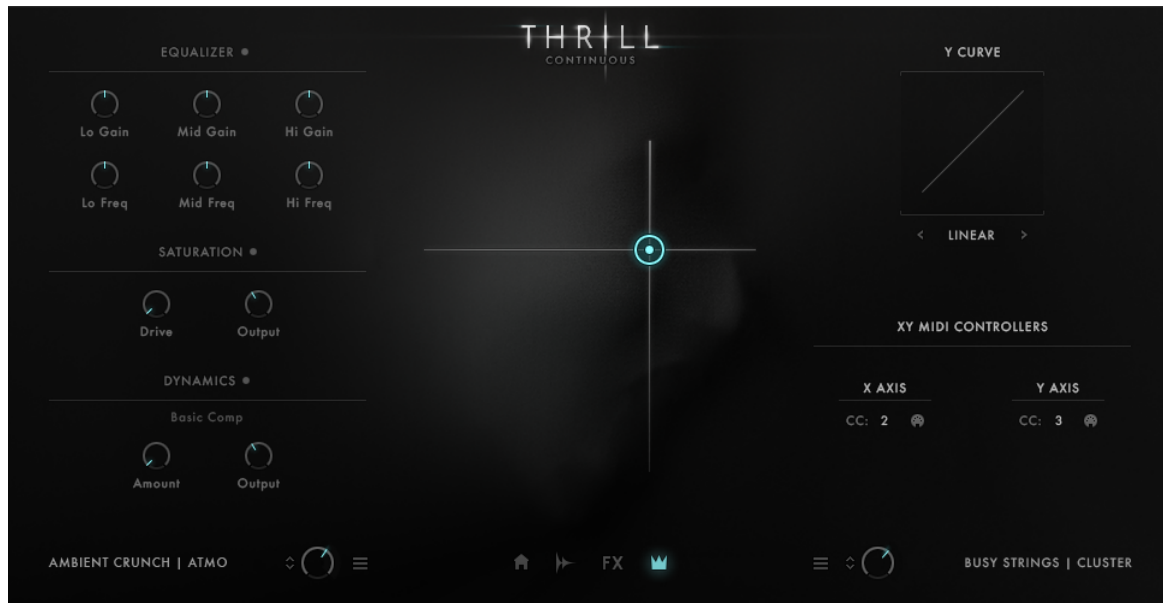 THRILL
CONTINUOUS
EQUALIZER
Lo Gain Mid Gain Hi Gain
Lo Freq Mid Freq Hi Freq
SATURATION
Drive Output
DYNAMICS
Basic Comp
Amount Output
Y CURVE
< LINEAR >
XY MIDI CONTROLLERS
X AXIS Y AXIS
CC: 2 CC: 3
AMBIENT CRUNCH | ATMO
FX
BUSY STRINGS | CLUSTER